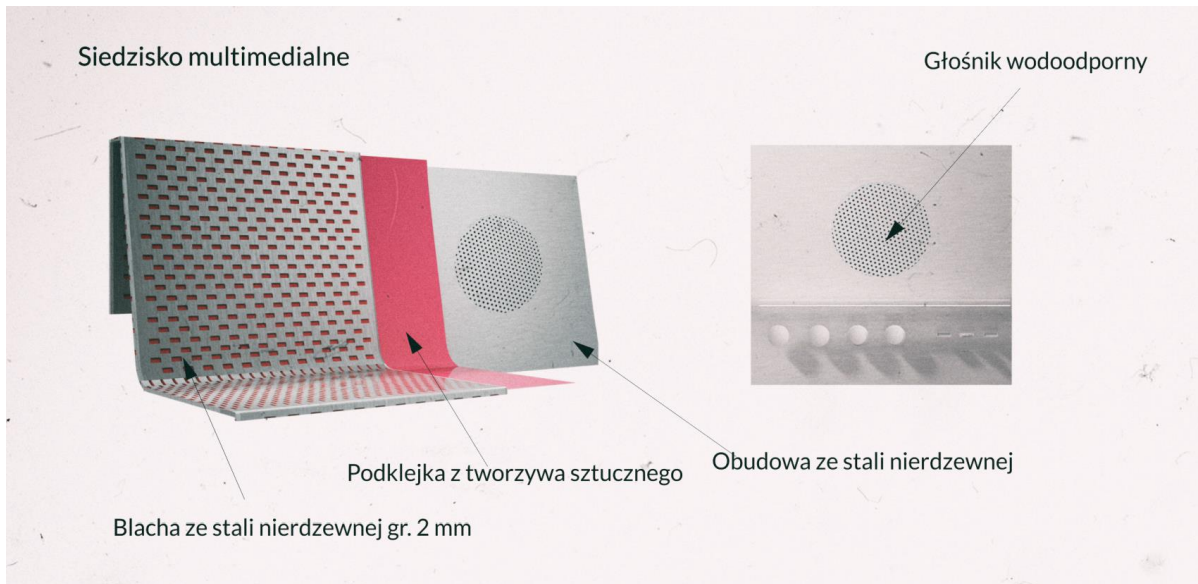 Siedzisko multimedialne
Głośnik wodoodporny
Podklejka z tworzywa sztucznego
Obudowa ze stali nierdzewnej
Blacha ze stali nierdzewnej gr. 2 mm